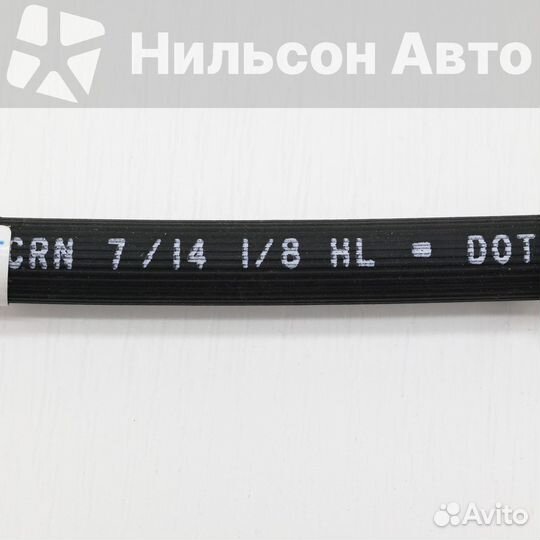 Нильсон Авто
CRN 7/14 1/8 HL = DOT
Avito